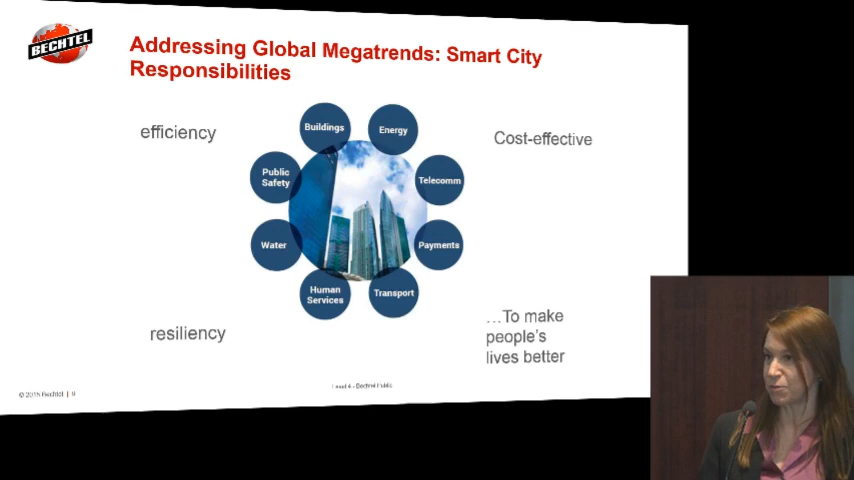 BECHTEL
Addressing Global Megatrends: Smart City
Responsibilities
efficiency
Cost-effective
Buildings
Energy
Public
Safety
Telecomm
Water
Payments
Human
Services
Transport
resiliency
...To make
people's
lives better
© 2015 Bechtel |
Bechtel Public